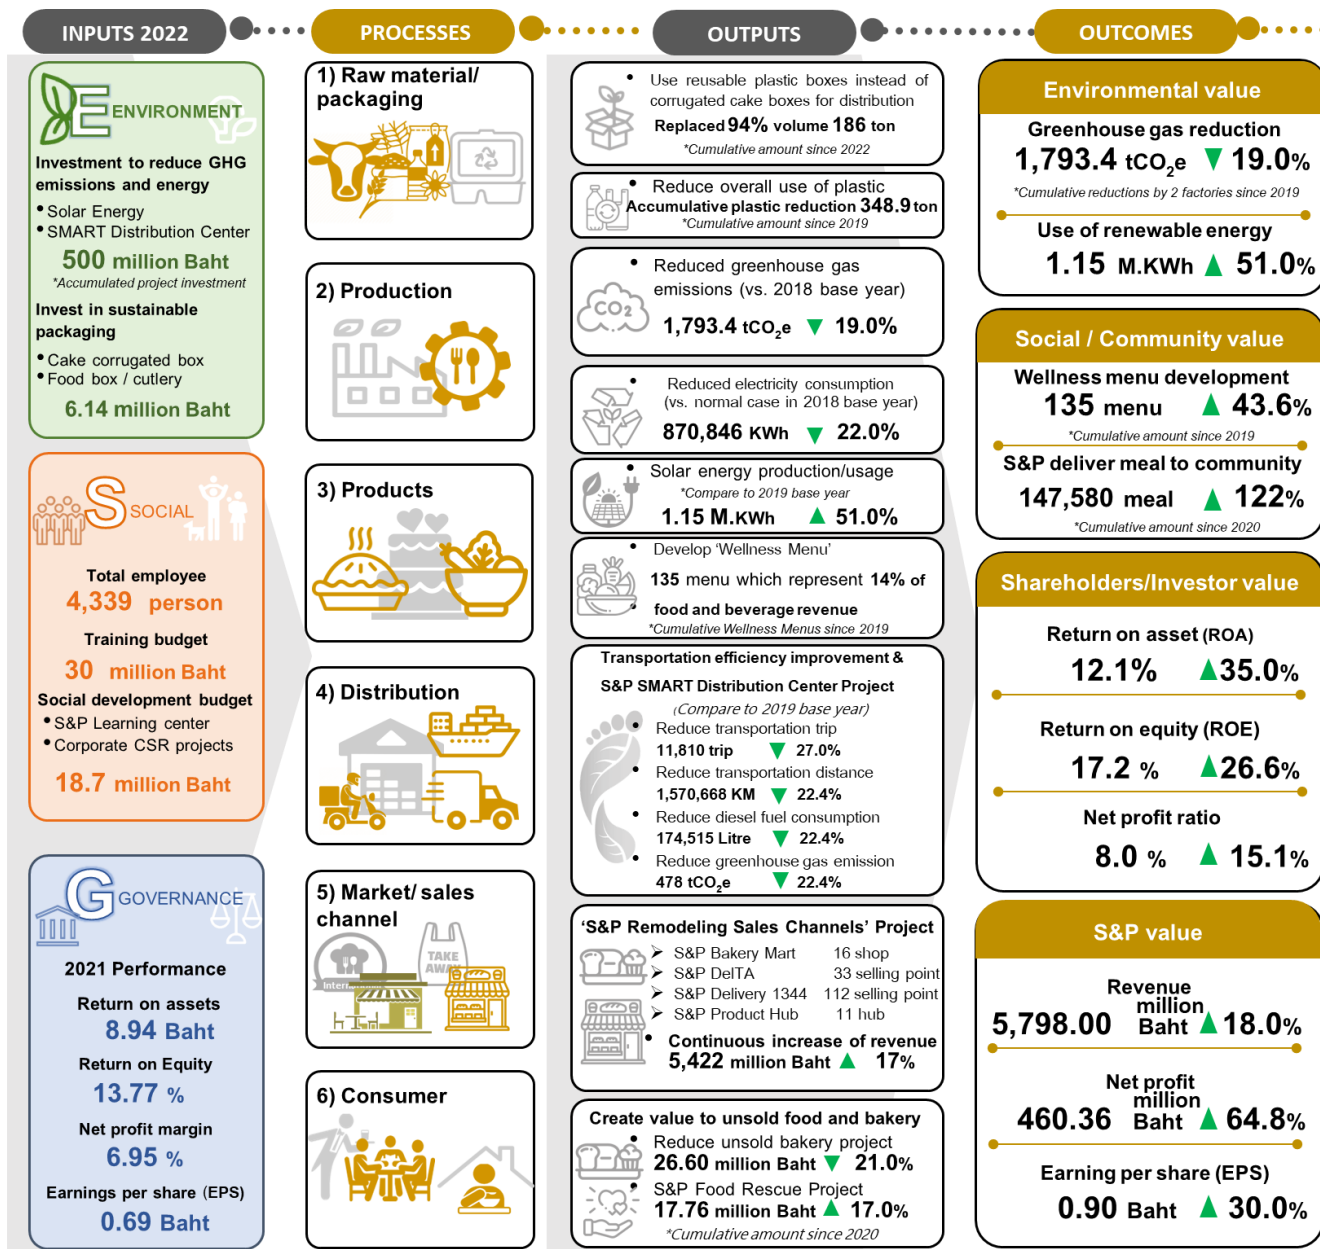 INPUTS 2022
PROCESSES
OUTPUTS
OUTCOMES
E ENVIRONMENT
Investment to reduce GHG
emissions and energy
• Solar Energy
• SMART Distribution Center
500 million Baht
*Accumulated project investment
Invest in sustainable
packaging
• Cake corrugated box
• Food box / cutlery
6.14 million Baht
S SOCIAL
Total employee
4,339 person
Training budget
30 million Baht
Social development budget
• S&P Learning center
• Corporate CSR projects
18.7 million Baht
G GOVERNANCE
2021 Performance
Return on assets
8.94 Baht
Return on Equity
13.77 %
Net profit margin
6.95 %
Earnings per share (EPS)
0.69 Baht
1) Raw material/
packaging
2) Production
3) Products
4) Distribution
5) Market/ sales
channel
TAKE
AWAY
6) Consumer
• Use reusable plastic boxes instead of
corrugated cake boxes for distribution
Replaced 94% volume 186 ton
*Cumulative amount since 2022
• Reduce overall use of plastic
Accumulative plastic reduction 348.9 ton
*Cumulative amount since 2019
• Reduced greenhouse gas
emissions (vs. 2018 base year)
CO2
1,793.4 tCO2e ▼ 19.0%
• Reduced electricity consumption
(vs. normal case in 2018 base year)
870,846 KWh ▼ 22.0%
• Solar energy production/usage
*Compare to 2019 base year
1.15 M.KWh ▲ 51.0%
• Develop ‘Wellness Menu’
135 menu which represent 14% of
• food and beverage revenue
*Cumulative Wellness Menus since 2019
Transportation efficiency improvement &
S&P SMART Distribution Center Project
(Compare to 2019 base year)
• Reduce transportation trip
11,810 trip ▼ 27.0%
• Reduce transportation distance
1,570,668 KM ▼ 22.4%
• Reduce diesel fuel consumption
174,515 Litre ▼ 22.4%
• Reduce greenhouse gas emission
478 tCO2e ▼ 22.4%
‘S&P Remodeling Sales Channels’ Project
➢ S&P Bakery Mart 16 shop
➢ S&P DelTA 33 selling point
➢ S&P Delivery 1344 112 selling point
➢ S&P Product Hub 11 hub
• Continuous increase of revenue
5,422 million Baht ▲ 17%
Create value to unsold food and bakery
• Reduce unsold bakery project
26.60 million Baht ▼ 21.0%
• S&P Food Rescue Project
17.76 million Baht ▲ 17.0%
*Cumulative amount since 2020
Environmental value
Greenhouse gas reduction
1,793.4 tCO2e ▼ 19.0%
*Cumulative reductions by 2 factories since 2019
Use of renewable energy
1.15 M.KWh ▲ 51.0%
Social / Community value
Wellness menu development
135 menu ▲ 43.6%
*Cumulative amount since 2019
S&P deliver meal to community
147,580 meal ▲ 122%
*Cumulative amount since 2020
Shareholders/Investor value
Return on asset (ROA)
12.1% ▲ 35.0%
Return on equity (ROE)
17.2 % ▲ 26.6%
Net profit ratio
8.0 % ▲ 15.1%
S&P value
Revenue
5,798.00 million Baht ▲ 18.0%
Net profit
460.36 million Baht ▲ 64.8%
Earning per share (EPS)
0.90 Baht ▲ 30.0%